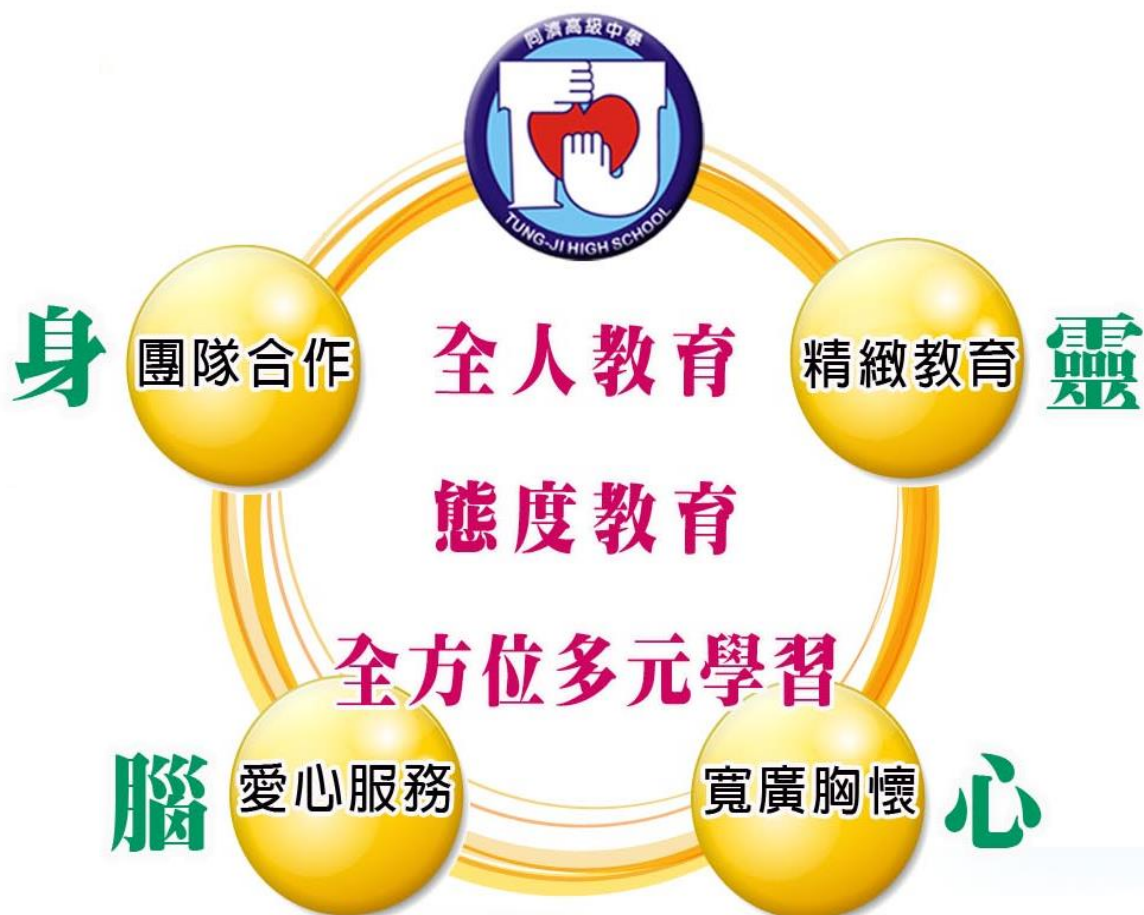 同濟高級中學
TUNG-JI HIGH SCHOOL
身 團隊合作 全人教育 精緻教育 靈
態度教育
全方位多元學習
腦 愛心服務 寬廣胸懷 心